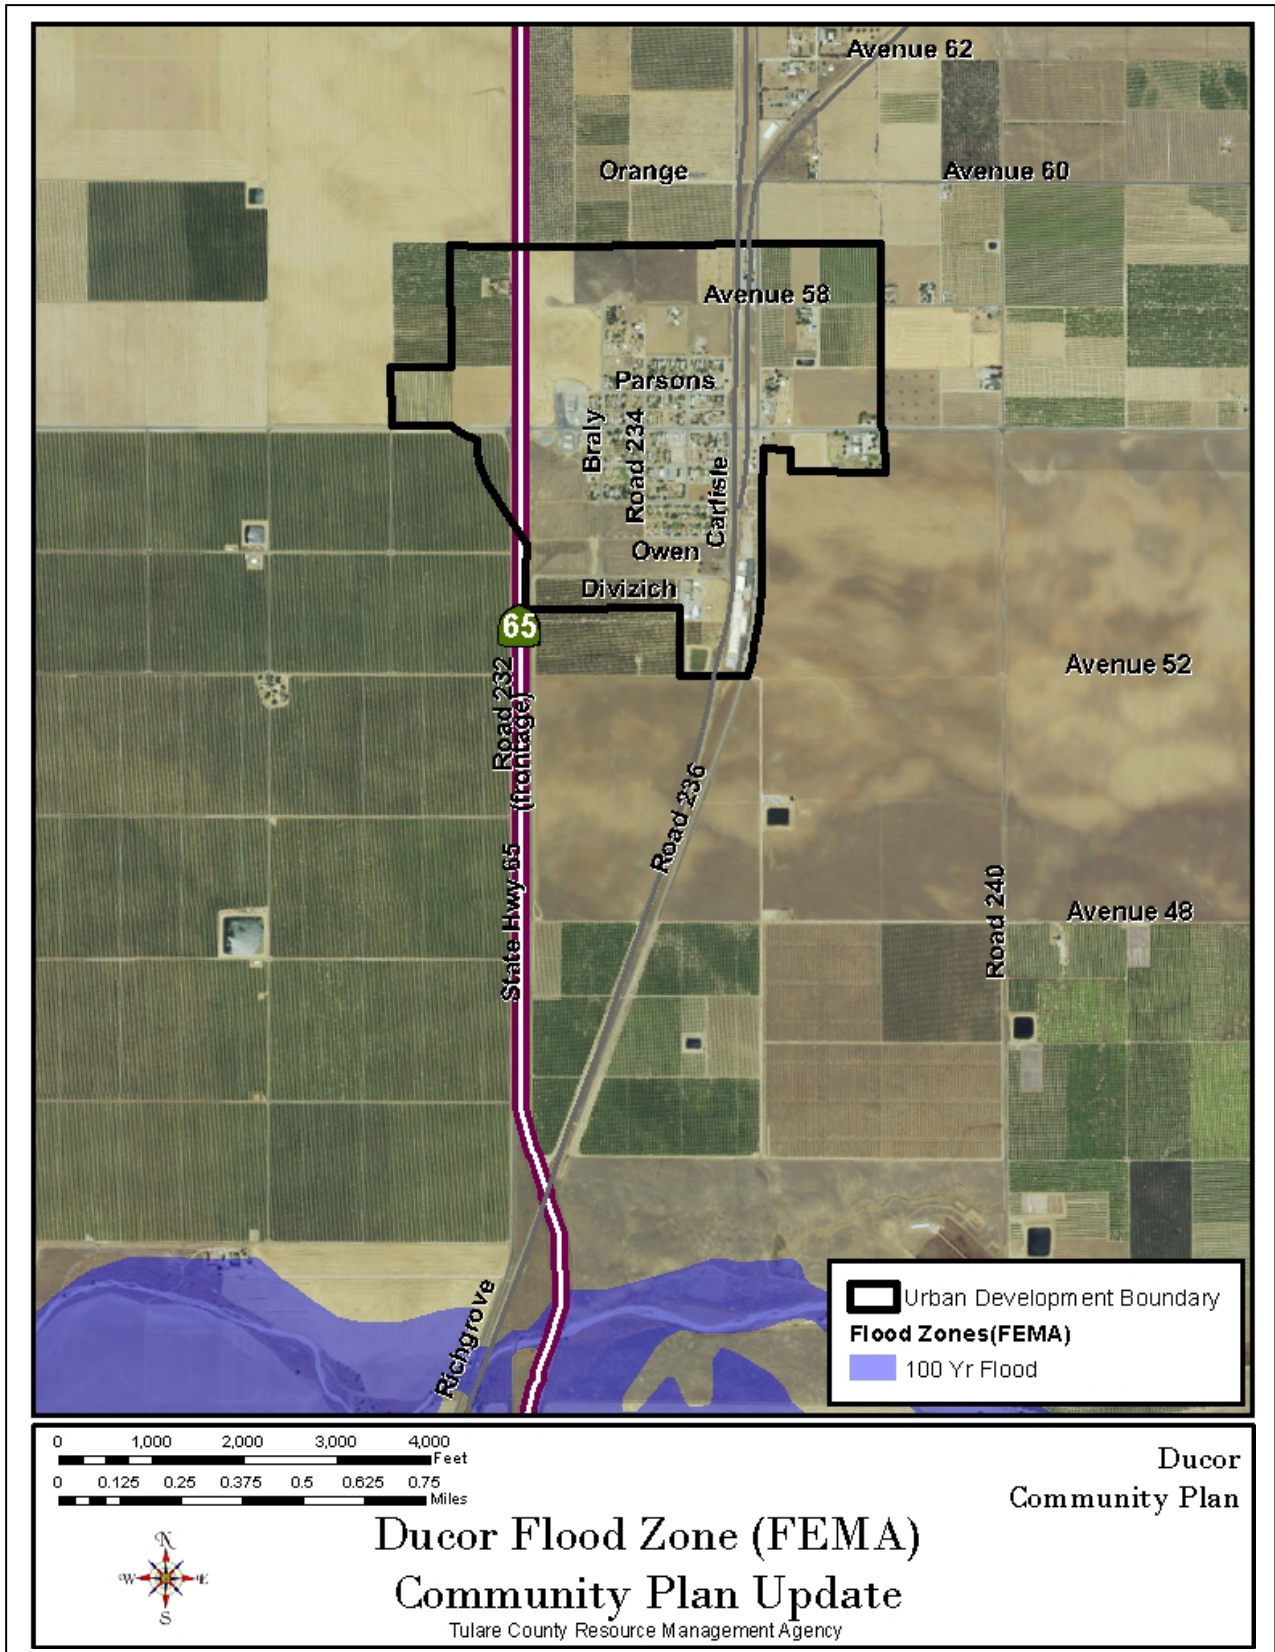 Avenue 62
Orange
Avenue 60
Avenue 58
Parsons
Braly
Road 234
Carlisle
Owen
Divizich
65
Road 232
(frontage)
Avenue 52
Road 236
State Hwy 65
Road 240
Avenue 48
Richgrove
Urban Development Boundary
Flood Zones(FEMA)
100 Yr Flood
0 1,000 2,000 3,000 4,000
Feet
0 0.125 0.25 0.375 0.5 0.625 0.75
Miles
Ducor
Community Plan
Ducor Flood Zone (FEMA)
Community Plan Update
Tulare County Resource Management Agency
N
W E
S